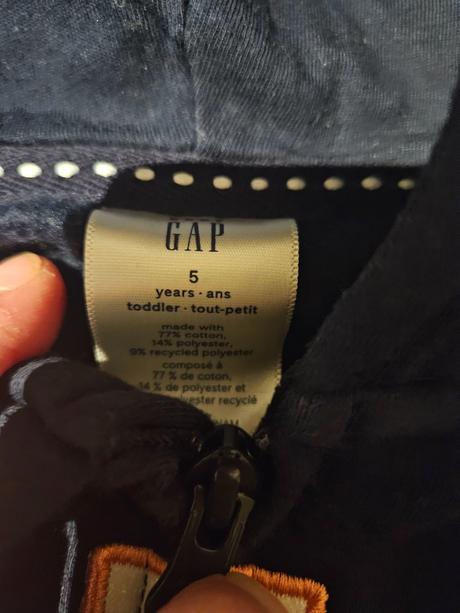 GAP
5
years · ans
toddler · tout-petit
made with
77% cotton,
14% polyester,
9% recycled polyester
composé à
77 % de coton,
14 % de polyester et
recyclé